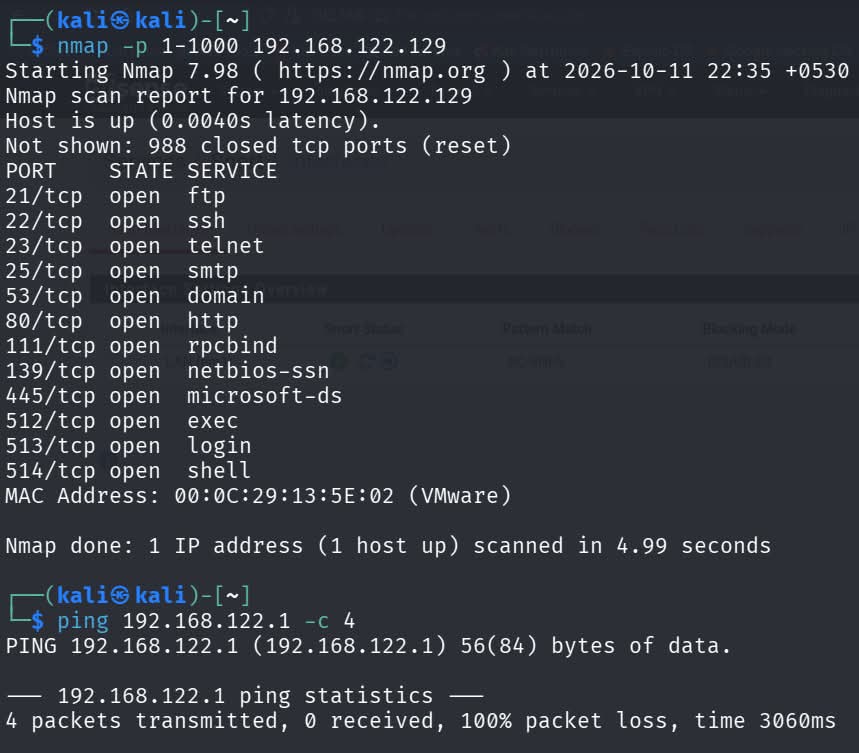 ┌──(kali㉿kali)-[~]
└─$ nmap -p 1-1000 192.168.122.129
Starting Nmap 7.98 ( https://nmap.org ) at 2026-10-11 22:35 +0530
Nmap scan report for 192.168.122.129
Host is up (0.0040s latency).
Not shown: 988 closed tcp ports (reset)
PORT    STATE SERVICE
21/tcp  open  ftp
22/tcp  open  ssh
23/tcp  open  telnet
25/tcp  open  smtp
53/tcp  open  domain
80/tcp  open  http
111/tcp open  rpcbind
139/tcp open  netbios-ssn
445/tcp open  microsoft-ds
512/tcp open  exec
513/tcp open  login
514/tcp open  shell
MAC Address: 00:0C:29:13:5E:02 (VMware)
Nmap done: 1 IP address (1 host up) scanned in 4.99 seconds
┌──(kali㉿kali)-[~]
└─$ ping 192.168.122.1 -c 4
PING 192.168.122.1 (192.168.122.1) 56(84) bytes of data.
--- 192.168.122.1 ping statistics ---
4 packets transmitted, 0 received, 100% packet loss, time 3060ms
Snort Status Pattern Match Blocking Mode